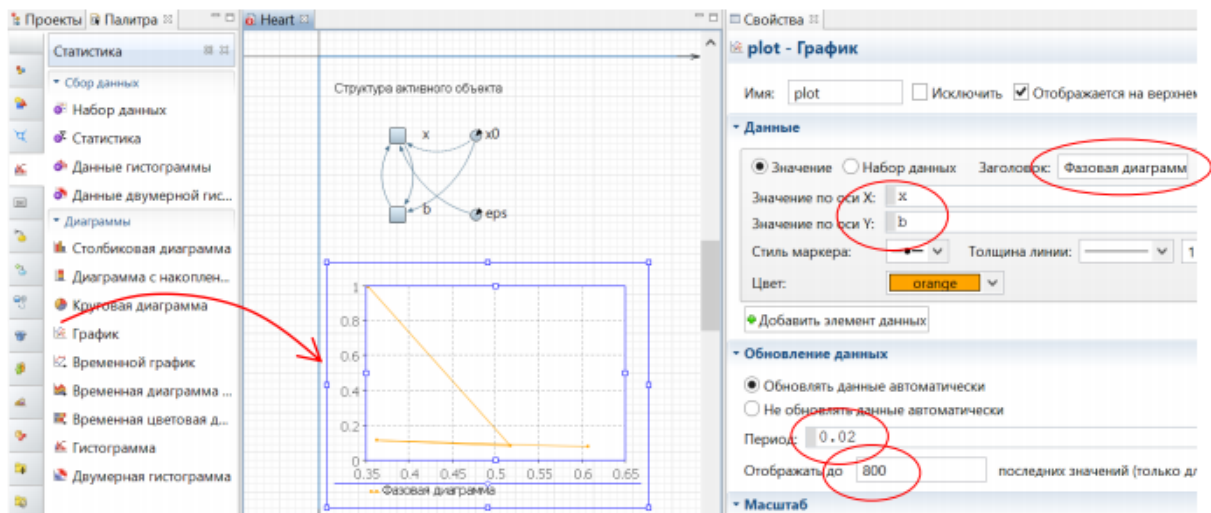 Проекты Палитра
Статистика
Сбор данных
Набор данных
Статистика
Данные гистограммы
Данные двумерной гис...
Диаграммы
Столбиковая диаграмма
Диаграмма с накоплен...
Круговая диаграмма
График
Временной график
Временная диаграмма ...
Временная цветовая д...
Гистограмма
Двумерная гистограмма
Heart
Структура активного объекта
x x0
b eps
1
0.8
0.6
0.4
0.2
0
0.35 0.4 0.45 0.5 0.55 0.6 0.65
Фазовая диаграмма
Свойства
plot - График
Имя: plot Исключить Отображается на верхнем
Данные
Значение Набор данных Заголовок: Фазовая диаграмм
Значение по оси X: x
Значение по оси Y: b
Стиль маркера: Толщина линии: 1
Цвет: orange
Добавить элемент данных
Обновление данных
Обновлять данные автоматически
Не обновлять данные автоматически
Период: 0.02
Отображать до 800 последних значений (только дл
Масштаб